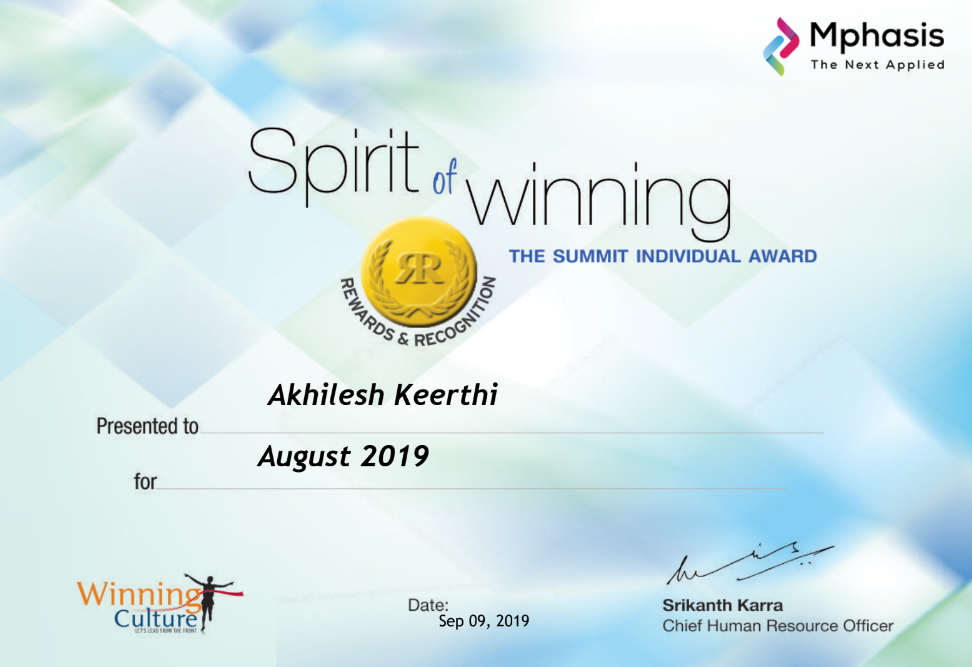 Mphasis
The Next Applied
Spirit of winning
THE SUMMIT INDIVIDUAL AWARD
RR
REWARDS & RECOGNITION
Akhilesh Keerthi
Presented to
August 2019
for
Winning
Culture
LET'S LEAD FROM THE FRONT
Date:
Sep 09, 2019
Srikanth Karra
Chief Human Resource Officer